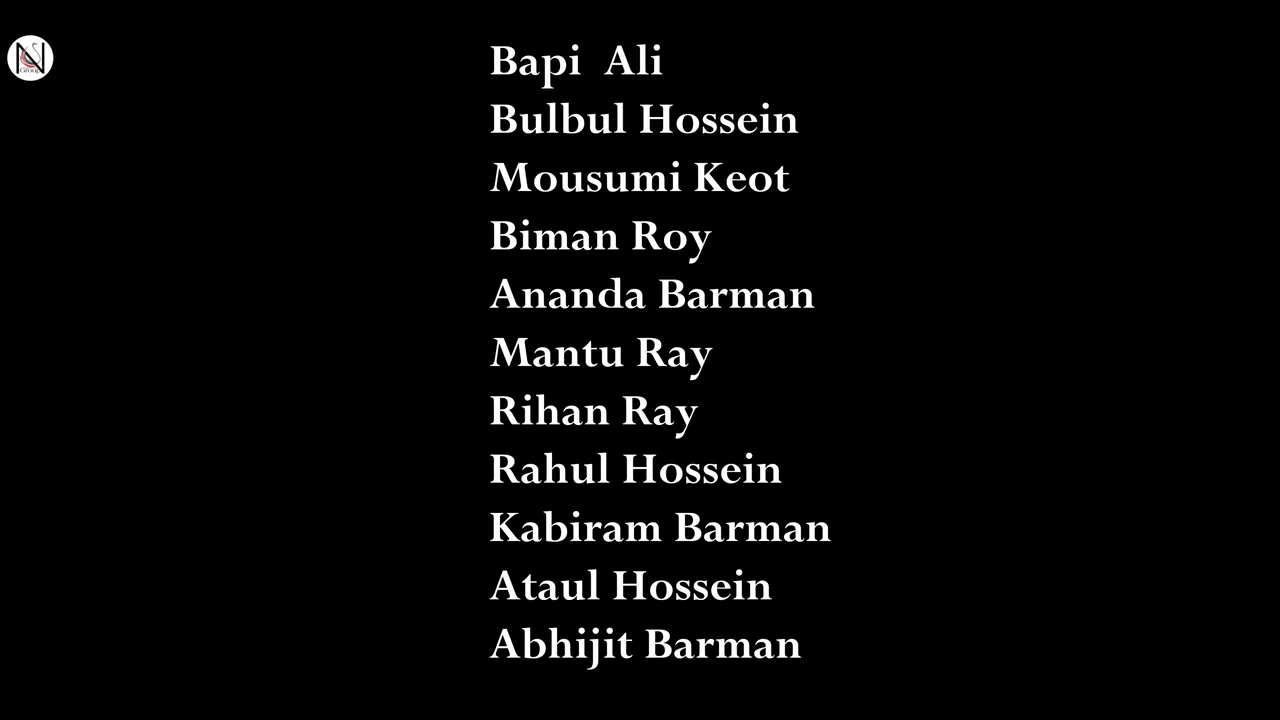 N
Group
Bapi  Ali
Bulbul Hossein
Mousumi Keot
Biman Roy
Ananda Barman
Mantu Ray
Rihan Ray
Rahul Hossein
Kabiram Barman
Ataul Hossein
Abhijit Barman